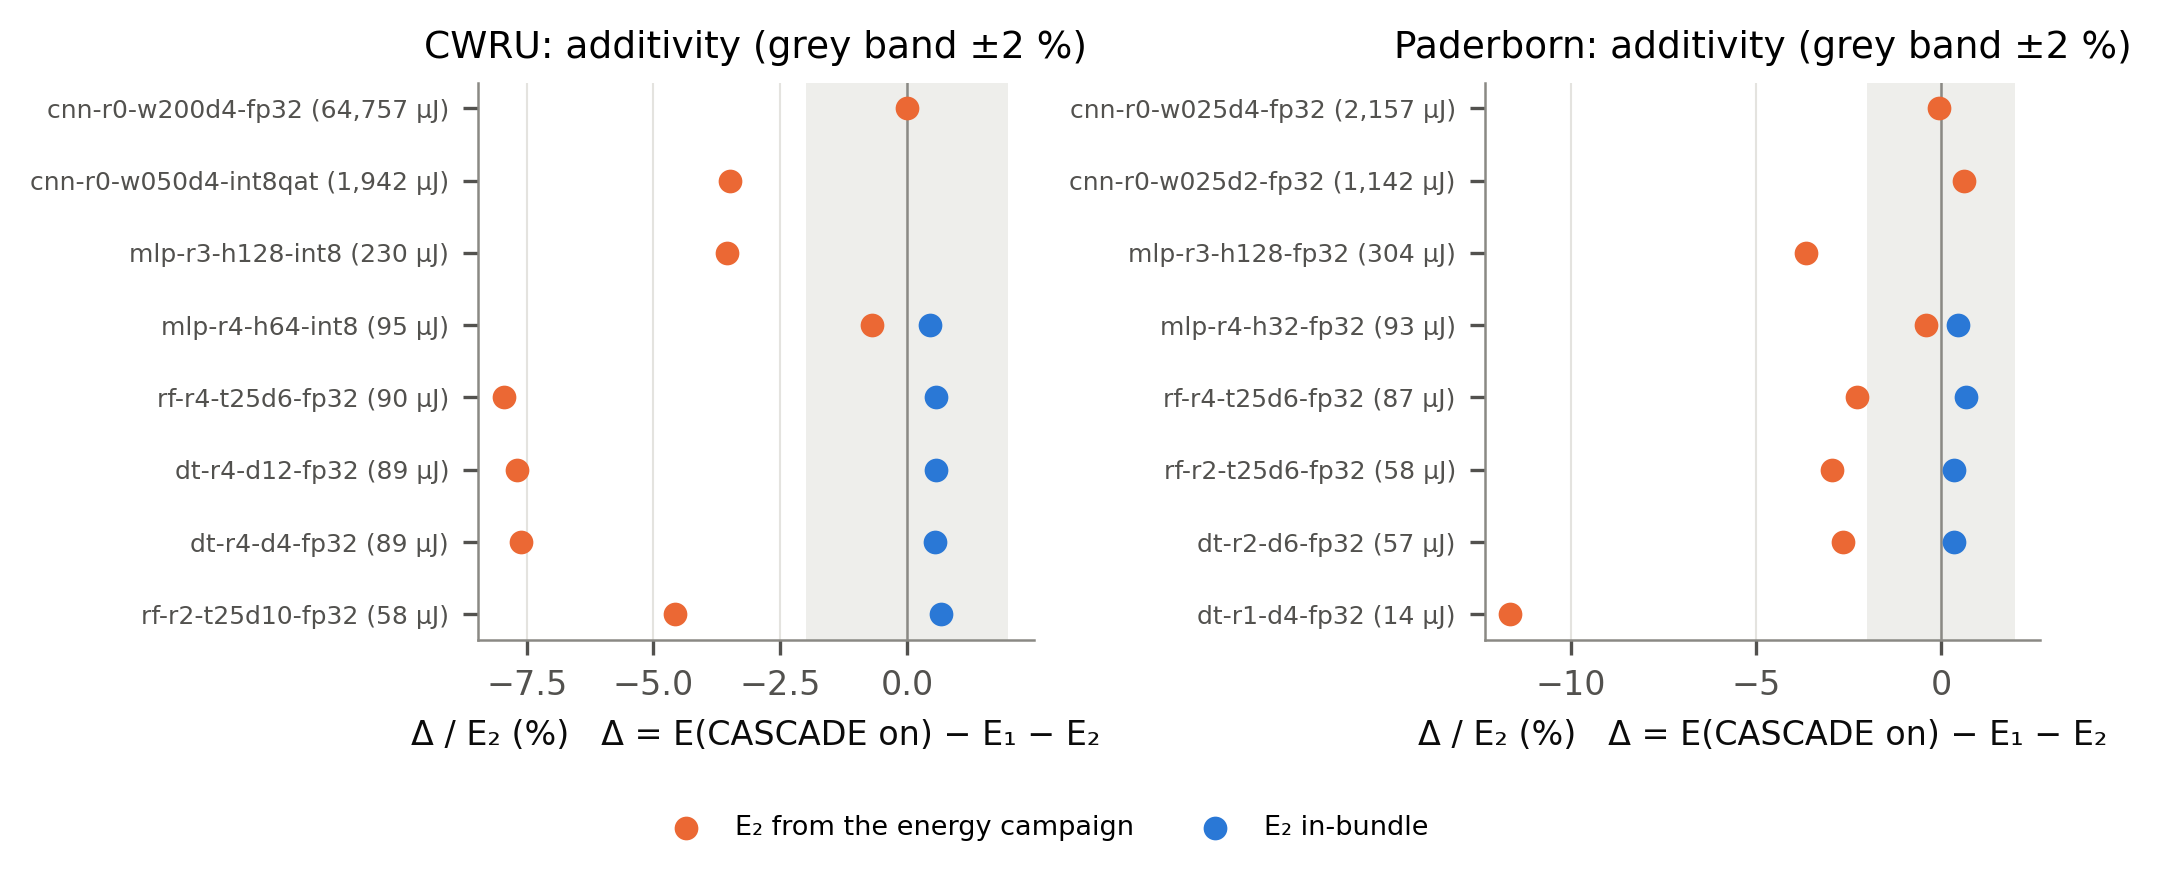 CWRU: additivity (grey band ±2 %)
cnn-r0-w200d4-fp32 (64,757 µJ)
cnn-r0-w050d4-int8qat (1,942 µJ)
mlp-r3-h128-int8 (230 µJ)
mlp-r4-h64-int8 (95 µJ)
rf-r4-t25d6-fp32 (90 µJ)
dt-r4-d12-fp32 (89 µJ)
dt-r4-d4-fp32 (89 µJ)
rf-r2-t25d10-fp32 (58 µJ)
−7.5 −5.0 −2.5 0.0
Δ / E₂ (%) Δ = E(CASCADE on) − E₁ − E₂
Paderborn: additivity (grey band ±2 %)
cnn-r0-w025d4-fp32 (2,157 µJ)
cnn-r0-w025d2-fp32 (1,142 µJ)
mlp-r3-h128-fp32 (304 µJ)
mlp-r4-h32-fp32 (93 µJ)
rf-r4-t25d6-fp32 (87 µJ)
rf-r2-t25d6-fp32 (58 µJ)
dt-r2-d6-fp32 (57 µJ)
dt-r1-d4-fp32 (14 µJ)
−10 −5 0
Δ / E₂ (%) Δ = E(CASCADE on) − E₁ − E₂
E₂ from the energy campaign
E₂ in-bundle